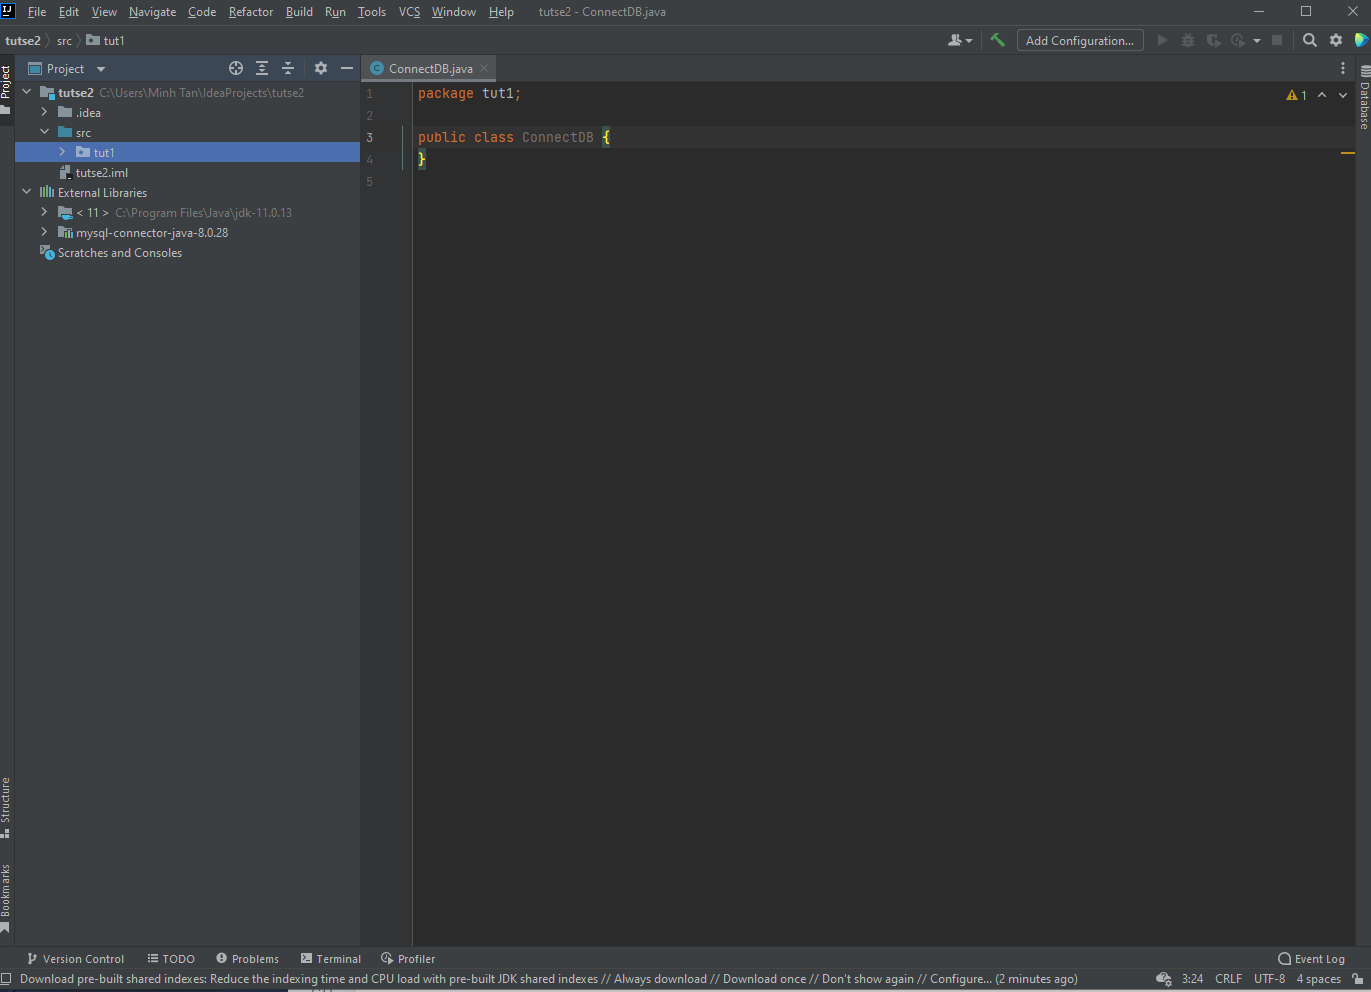 IJ File Edit View Navigate Code Refactor Build Run Tools VCS Window Help tutse2 - ConnectDB.java
tutse2 src tut1 Add Configuration...
Project Project ConnectDB.java
tutse2 C:\Users\Minh Tan\IdeaProjects\tutse2
.idea
src
tut1
tutse2.iml
External Libraries
< 11 > C:\Program Files\Java\jdk-11.0.13
mysql-connector-java-8.0.28
Scratches and Consoles
1 package tut1; 1
2
3 public class ConnectDB {
4 }
5
Database
Structure
Bookmarks
Version Control TODO Problems Terminal Profiler Event Log
Download pre-built shared indexes: Reduce the indexing time and CPU load with pre-built JDK shared indexes // Always download // Download once // Don't show again // Configure... (2 minutes ago) 3:24 CRLF UTF-8 4 spaces